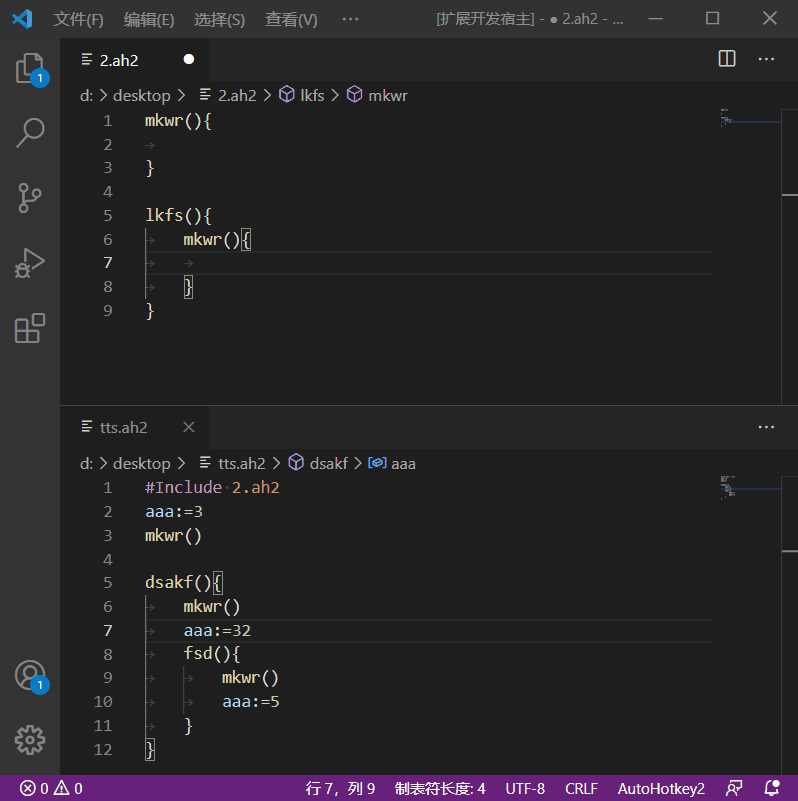 文件(F) 编辑(E) 选择(S) 查看(V) ··· [扩展开发宿主] - ● 2.ah2 - ...
2.ah2 ●
d: > desktop > 2.ah2 > lkfs > mkwr
1 mkwr(){
2
3 }
4
5 lkfs(){
6 mkwr(){
7
8 }
9 }
tts.ah2
d: > desktop > tts.ah2 > dsakf > aaa
1 #Include 2.ah2
2 aaa:=3
3 mkwr()
4
5 dsakf(){
6 mkwr()
7 aaa:=32
8 fsd(){
9 mkwr()
10 aaa:=5
11 }
12 }
1
1
0 0 行 7，列 9 制表符长度: 4 UTF-8 CRLF AutoHotkey2